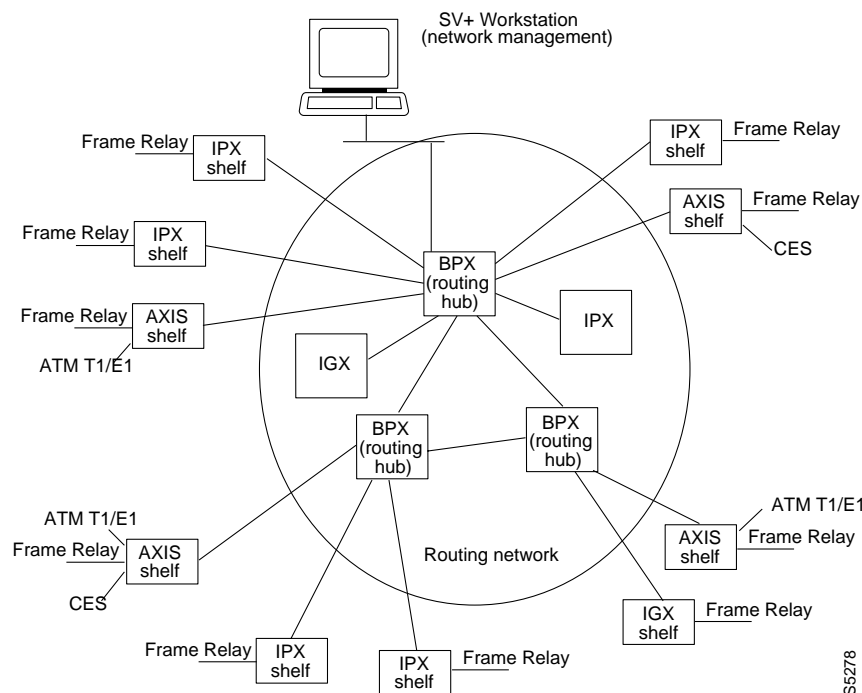 SV+ Workstation
(network management)
Frame Relay
IPX
shelf
IPX
shelf
Frame Relay
Frame Relay
IPX
shelf
AXIS
shelf
Frame Relay
CES
BPX
(routing
hub)
Frame Relay
AXIS
shelf
ATM T1/E1
IPX
IGX
BPX
(routing
hub)
BPX
(routing
hub)
ATM T1/E1
Frame Relay
AXIS
shelf
CES
ATM T1/E1
AXIS
shelf
Frame Relay
Routing network
IGX
shelf
Frame Relay
Frame Relay
IPX
shelf
IPX
shelf
Frame Relay
S5278